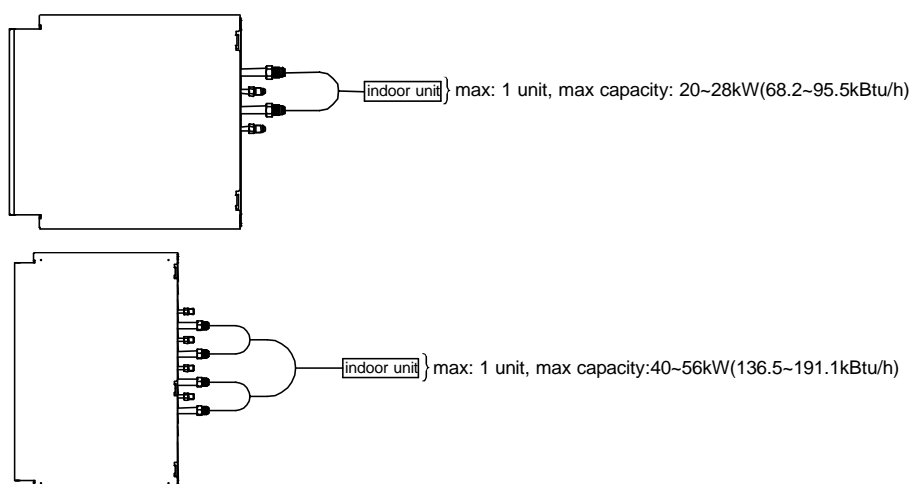 indoor unit max: 1 unit, max capacity: 20~28kW(68.2~95.5kBtu/h)
indoor unit max: 1 unit, max capacity:40~56kW(136.5~191.1kBtu/h)